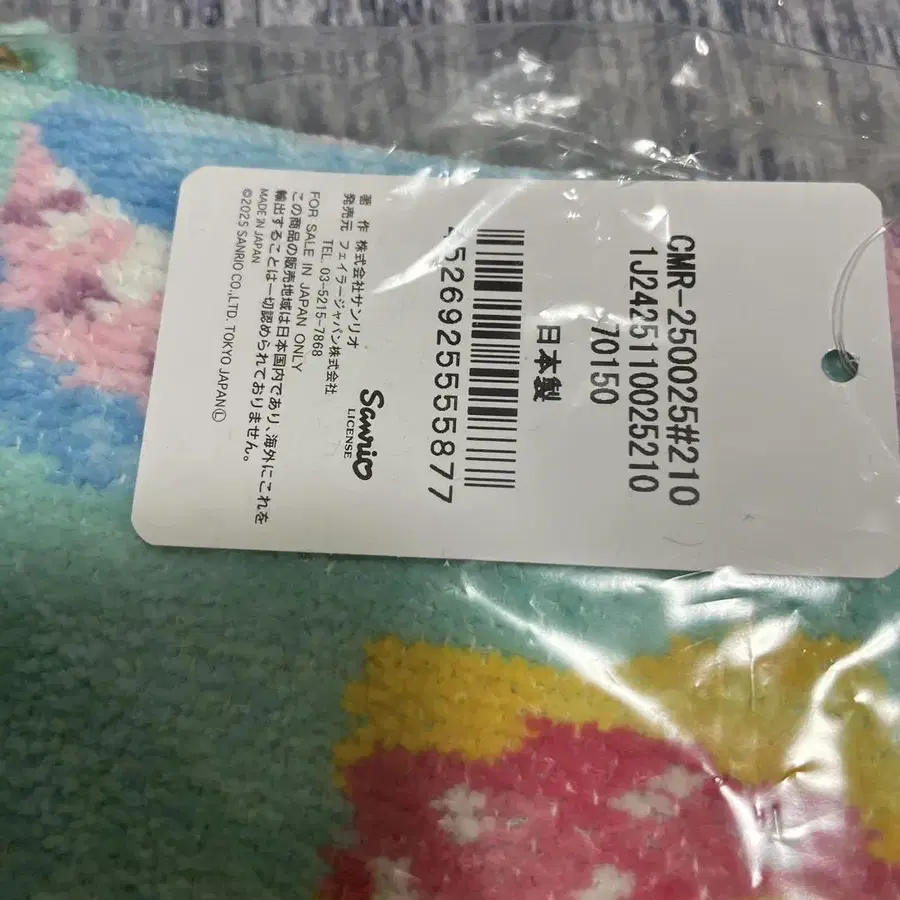 CMR-2500025#210
1J2425110025210
70150
日本製
4526925555877
Sanrio
LICENSE
著 作 株式会社サンリオ
発売元 フェイラージャパン株式会社
TEL. 03-5215-7868
FOR SALE IN JAPAN ONLY
この商品の販売地域は日本国内であり、海外にこれを
輸出することは一切認められておりません。
MADE IN JAPAN
©2025 SANRIO CO.,LTD. TOKYO JAPAN Ⓛ